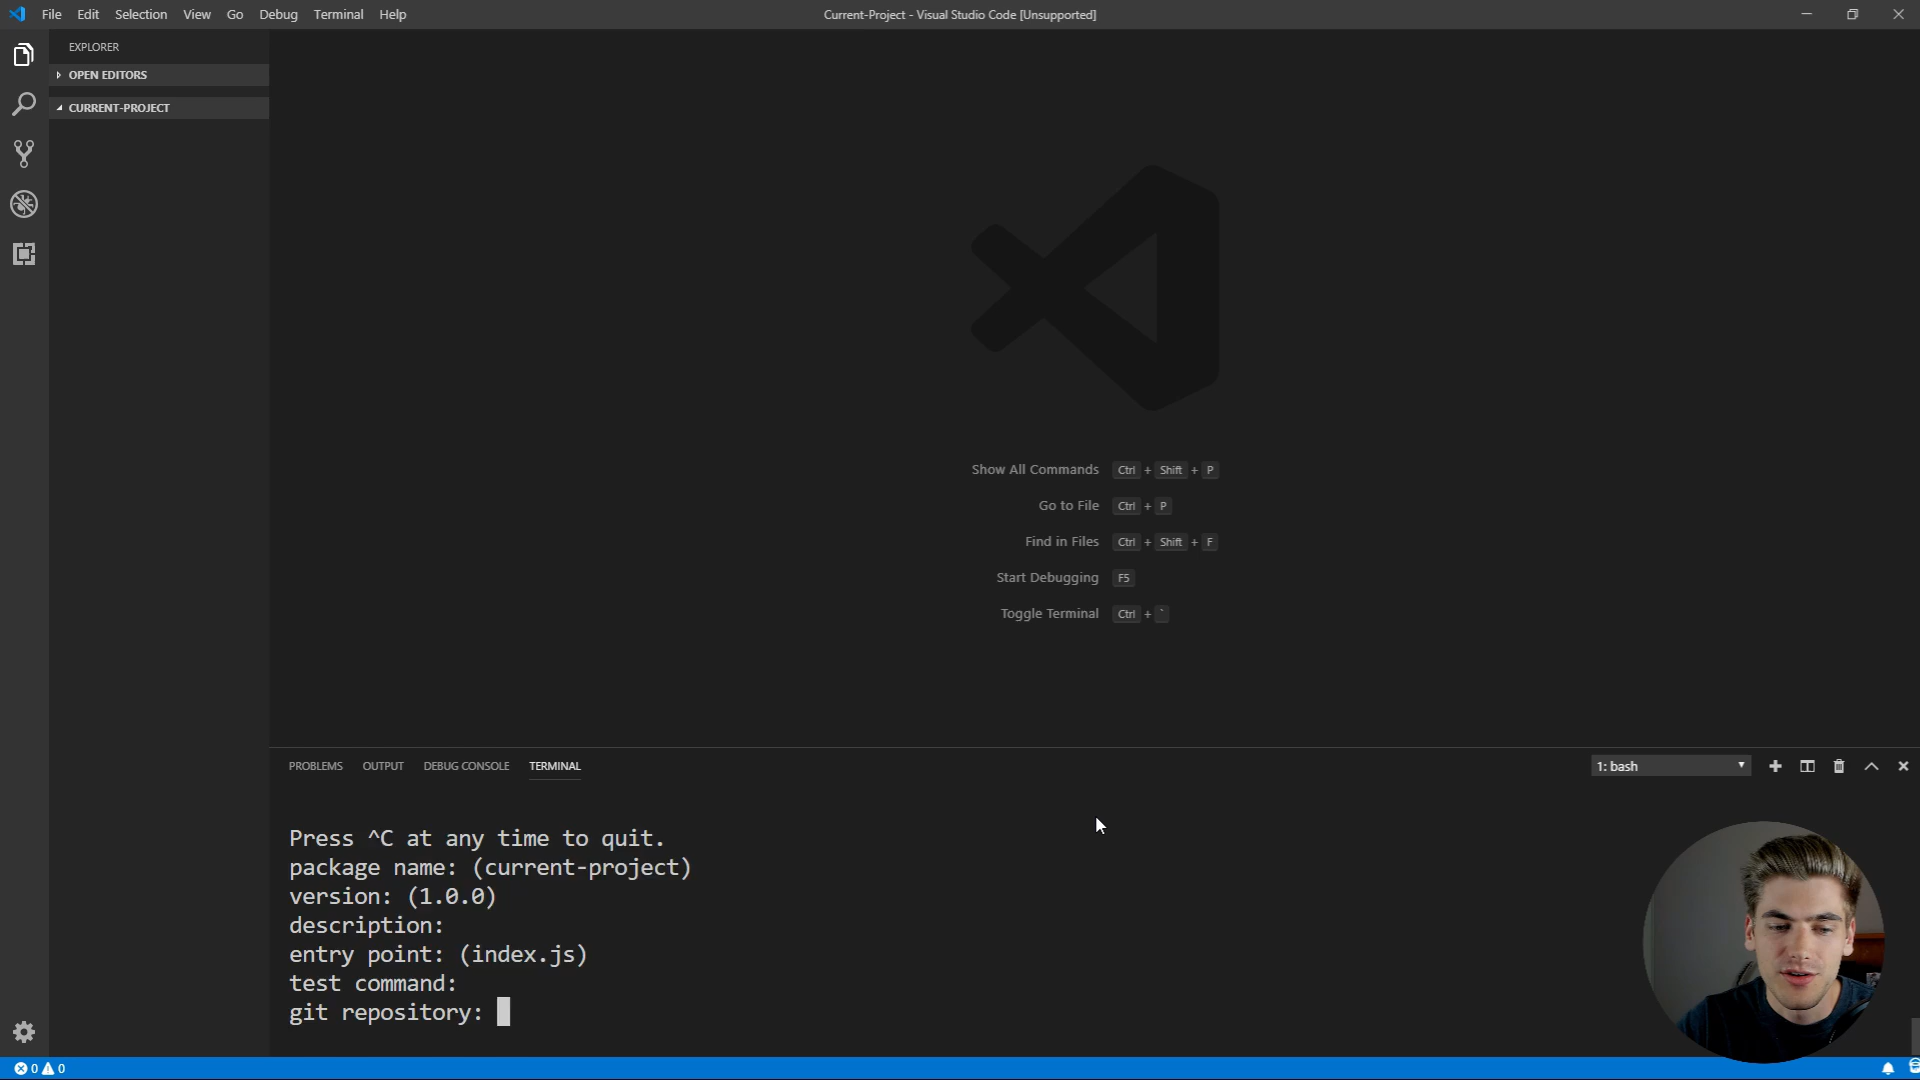 File Edit Selection View Go Debug Terminal Help
Current-Project - Visual Studio Code [Unsupported]
EXPLORER
OPEN EDITORS
CURRENT-PROJECT
Show All Commands Ctrl + Shift + P
Go to File Ctrl + P
Find in Files Ctrl + Shift + F
Start Debugging F5
Toggle Terminal Ctrl + `
PROBLEMS OUTPUT DEBUG CONSOLE TERMINAL
1: bash
Press ^C at any time to quit.
package name: (current-project)
version: (1.0.0)
description:
entry point: (index.js)
test command:
git repository:
0 0